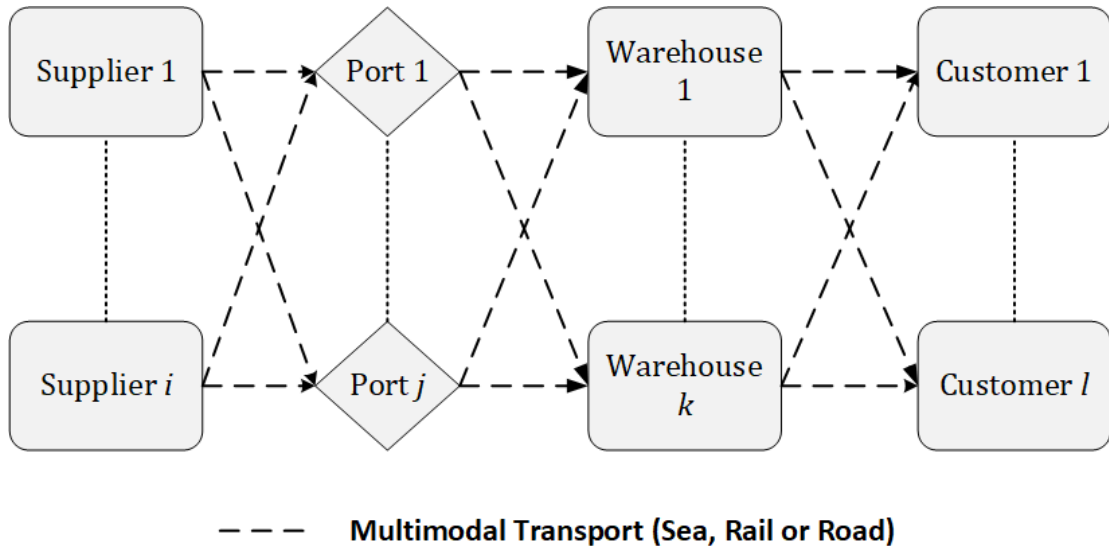 Supplier 1
Port 1
Warehouse
1
Customer 1
Supplier i
Port j
Warehouse
k
Customer l
Multimodal Transport (Sea, Rail or Road)